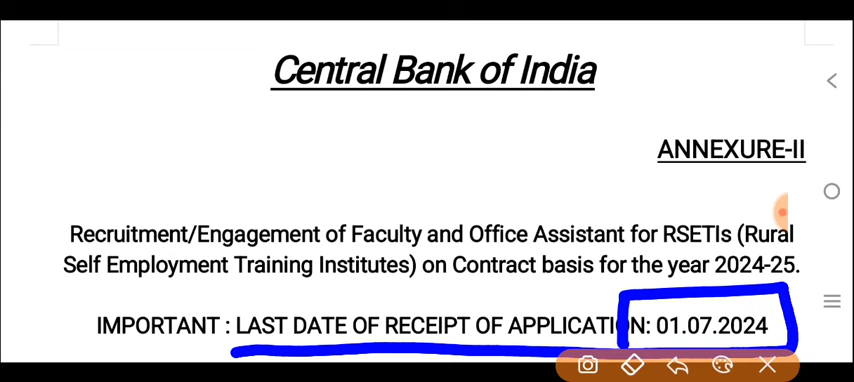 Central Bank of India
ANNEXURE-II
Recruitment/Engagement of Faculty and Office Assistant for RSETIs (Rural
Self Employment Training Institutes) on Contract basis for the year 2024-25.
IMPORTANT : LAST DATE OF RECEIPT OF APPLICATION: 01.07.2024